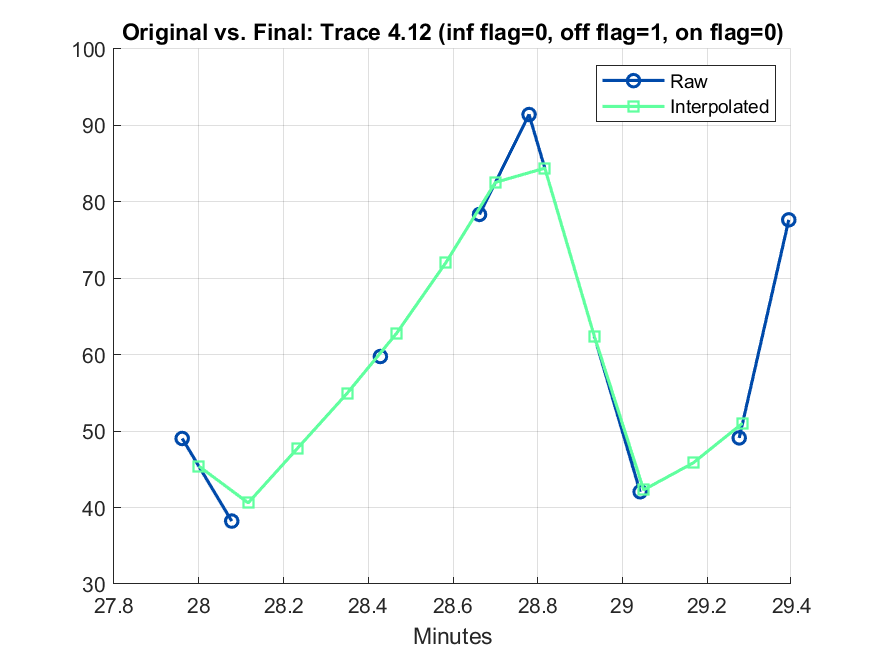 Original vs. Final: Trace 4.12 (inf flag=0, off flag=1, on flag=0)
100
90
80
70
60
50
40
30
Raw
Interpolated
27.8 28 28.2 28.4 28.6 28.8 29 29.2 29.4
Minutes